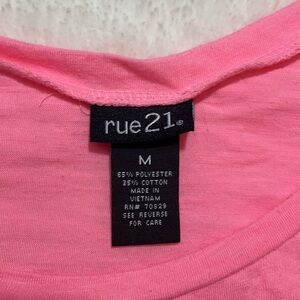 rue21®
M
65% POLYESTER
35% COTTON
MADE IN
VIETNAM
RN# 70829
SEE REVERSE
FOR CARE